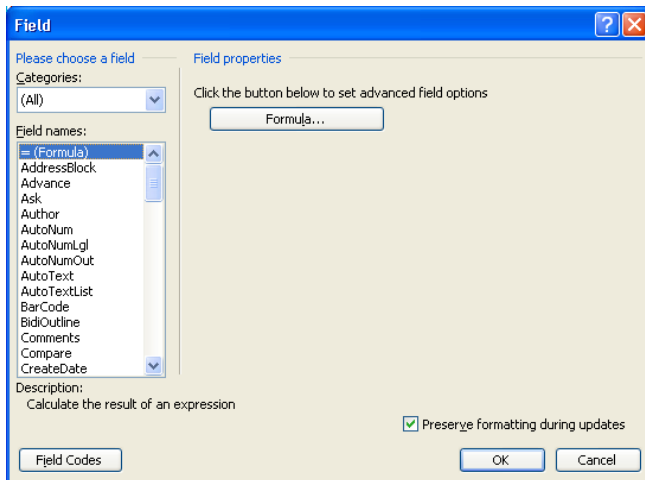 Field
Please choose a field
Categories:
(All)
Field names:
= (Formula)
AddressBlock
Advance
Ask
Author
AutoNum
AutoNumLgl
AutoNumOut
AutoText
AutoTextList
BarCode
BidiOutline
Comments
Compare
CreateDate
Field properties
Click the button below to set advanced field options
Formula...
Description:
Calculate the result of an expression
Preserve formatting during updates
Field Codes
OK
Cancel